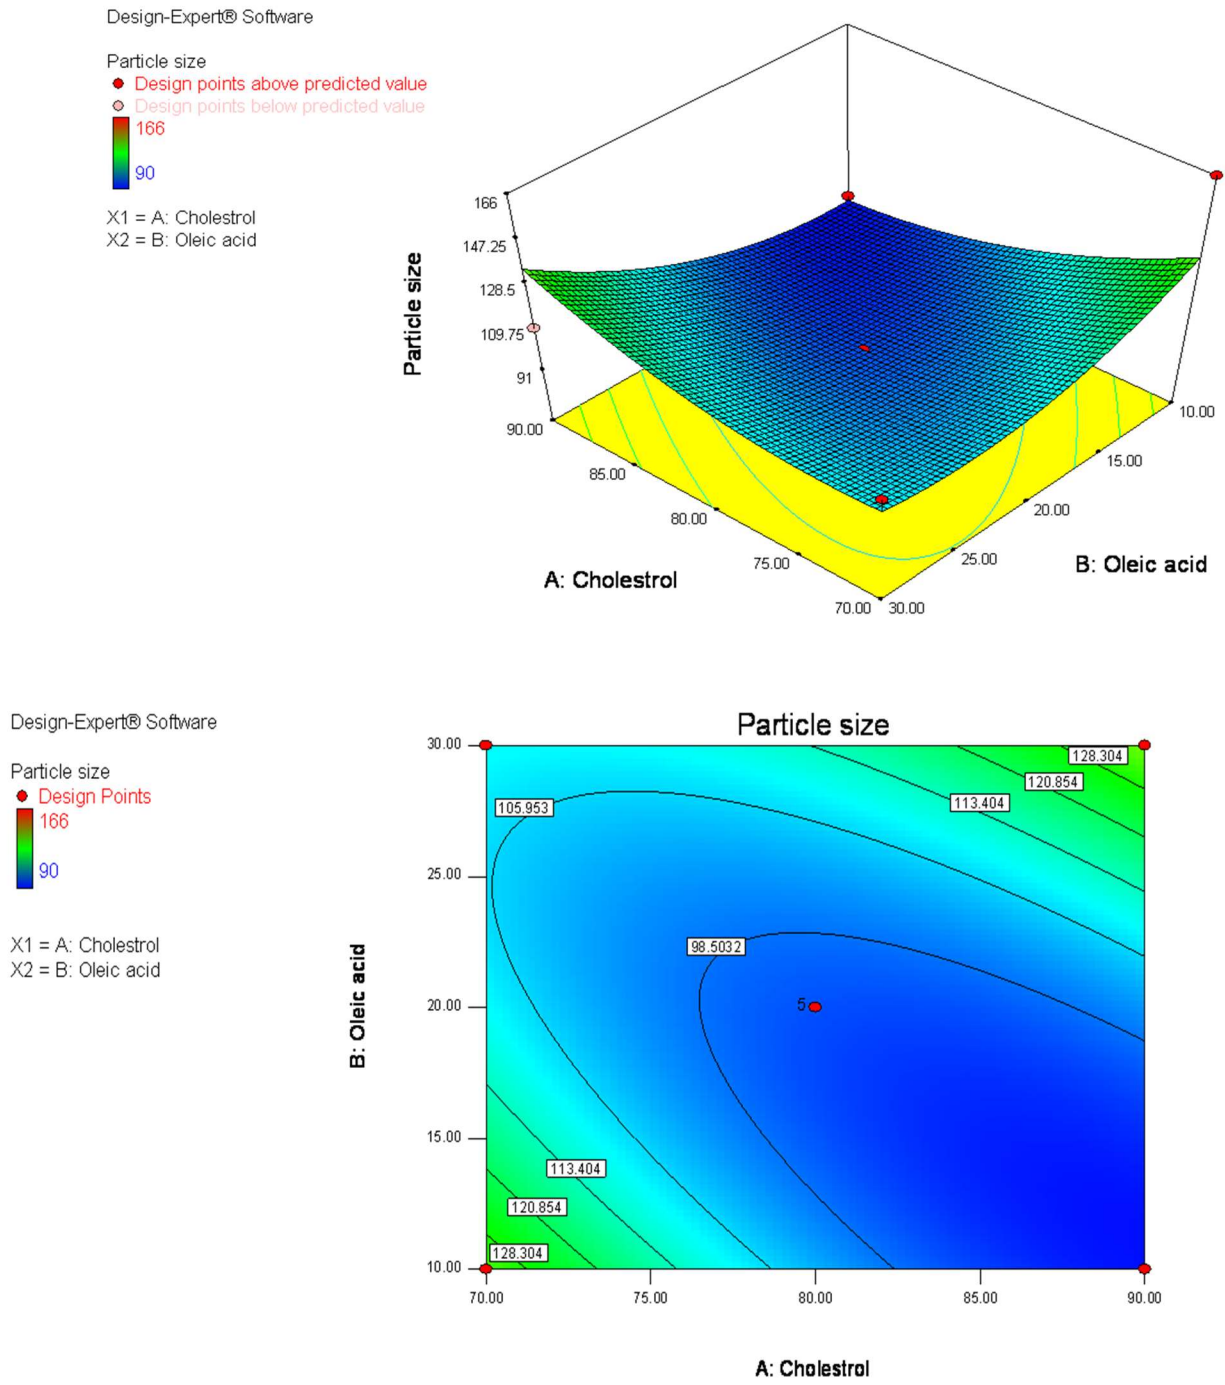 Design-Expert® Software
Particle size
Design points above predicted value
Design points below predicted value
166
90
X1 = A: Cholestrol
X2 = B: Oleic acid
166
147.25
128.5
109.75
91
Particle size
90.00
85.00
80.00
75.00
70.00
A: Cholestrol
30.00
25.00
20.00
15.00
10.00
B: Oleic acid
Design-Expert® Software
Particle size
Design Points
166
90
X1 = A: Cholestrol
X2 = B: Oleic acid
Particle size
30.00
25.00
20.00
15.00
10.00
B: Oleic acid
128.304
120.854
113.404
105.953
98.5032
5
113.404
120.854
128.304
70.00
75.00
80.00
85.00
90.00
A: Cholestrol